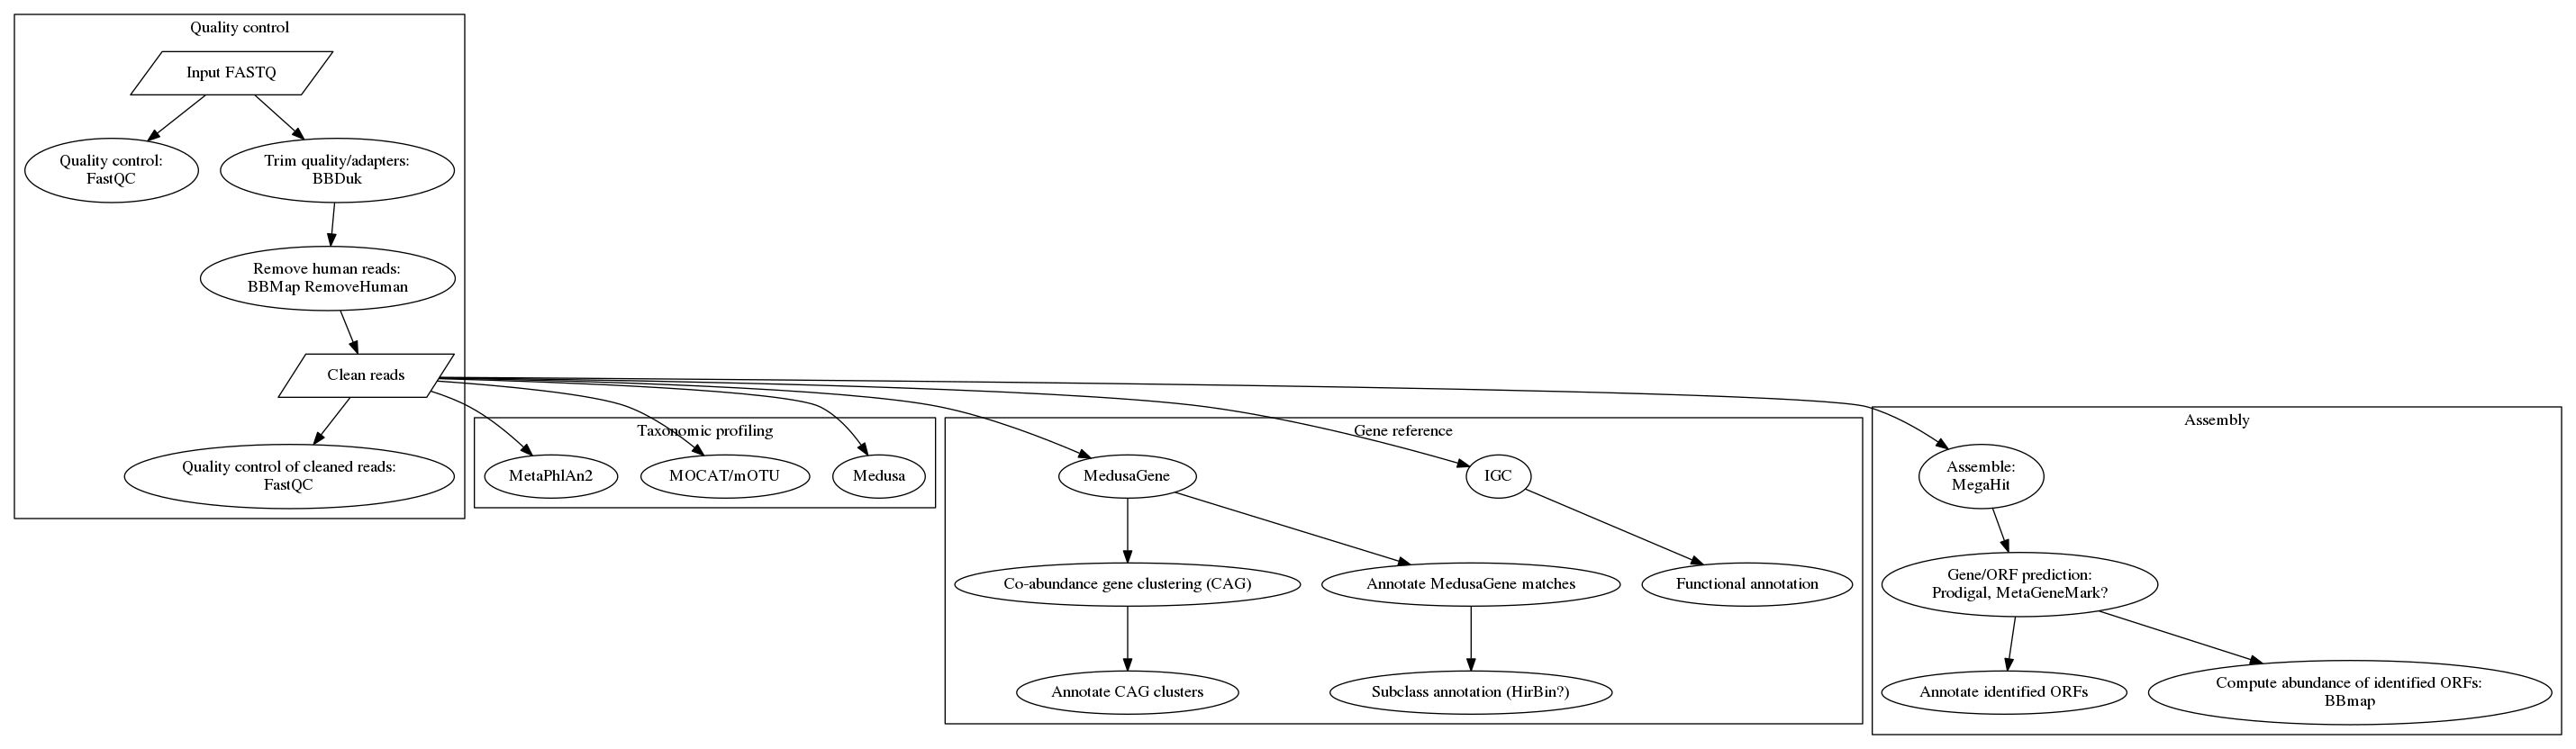 Quality control
Input FASTQ
Quality control:
FastQC
Trim quality/adapters:
BBDuk
Remove human reads:
BBMap RemoveHuman
Clean reads
Quality control of cleaned reads:
FastQC
Taxonomic profiling
MetaPhlAn2
MOCAT/mOTU
Medusa
Gene reference
MedusaGene
IGC
Co-abundance gene clustering (CAG)
Annotate MedusaGene matches
Functional annotation
Annotate CAG clusters
Subclass annotation (HirBin?)
Assembly
Assemble:
MegaHit
Gene/ORF prediction:
Prodigal, MetaGeneMark?
Annotate identified ORFs
Compute abundance of identified ORFs:
BBmap